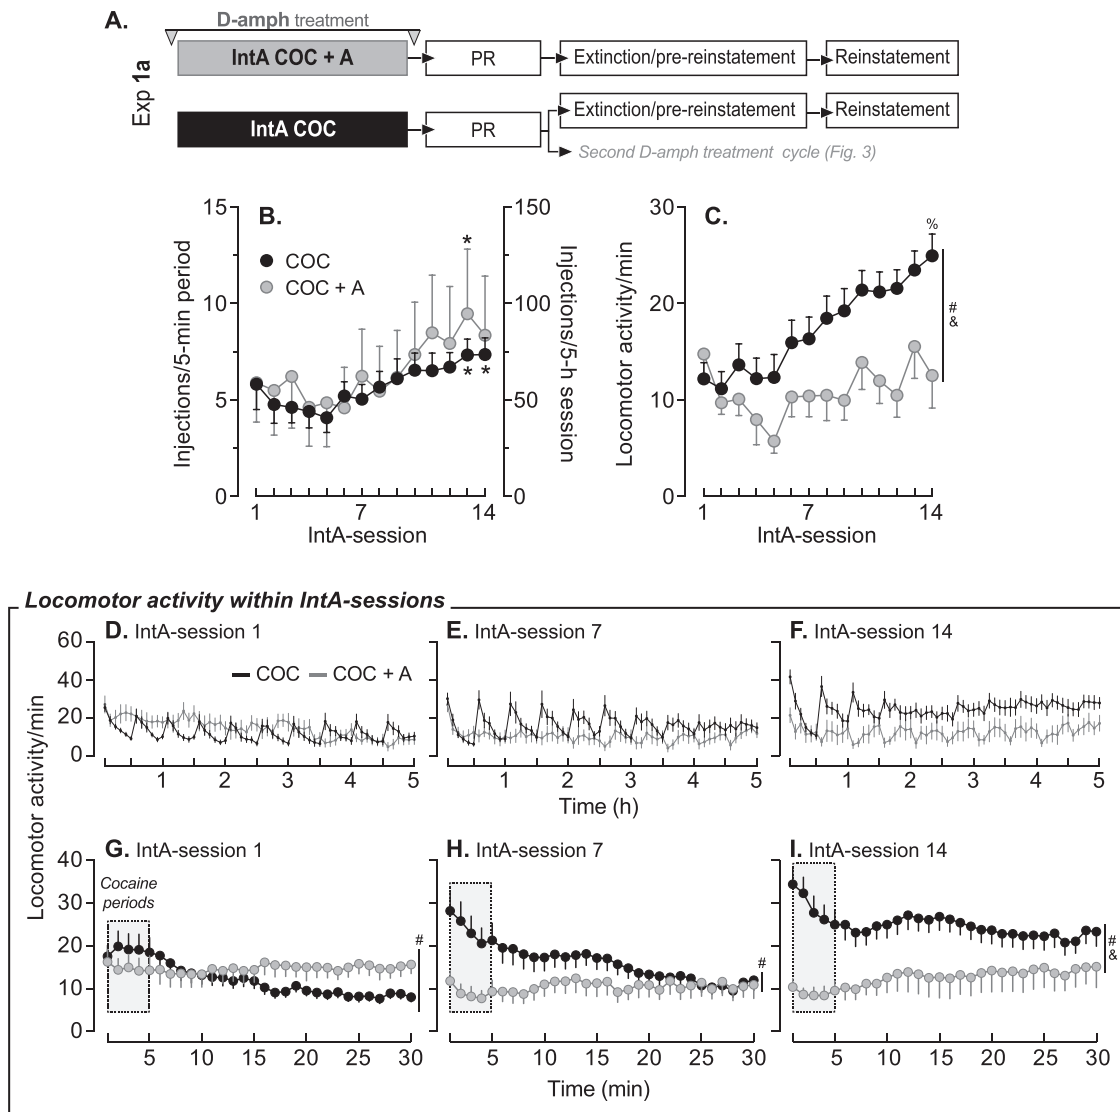 A.
D-amph treatment
Exp 1a
IntA COC + A
PR
Extinction/pre-reinstatement
Reinstatement
IntA COC
PR
Extinction/pre-reinstatement
Reinstatement
Second D-amph treatment cycle (Fig. 3)
B.
Injections/5-min period
15
10
5
0
COC
COC + A
*
* *
150
100
50
0
Injections/5-h session
1 7 14
IntA-session
C.
Locomotor activity/min
30
20
10
0
%
#
&
1 7 14
IntA-session
Locomotor activity within IntA-sessions
Locomotor activity/min
D. IntA-session 1
60
40
20
0
COC COC + A
1 2 3 4 5
E. IntA-session 7
1 2 3 4 5
Time (h)
F. IntA-session 14
1 2 3 4 5
G. IntA-session 1
40
30
20
10
0
Cocaine
periods
#
5 10 15 20 25 30
H. IntA-session 7
#
5 10 15 20 25 30
Time (min)
I. IntA-session 14
#
&
5 10 15 20 25 30